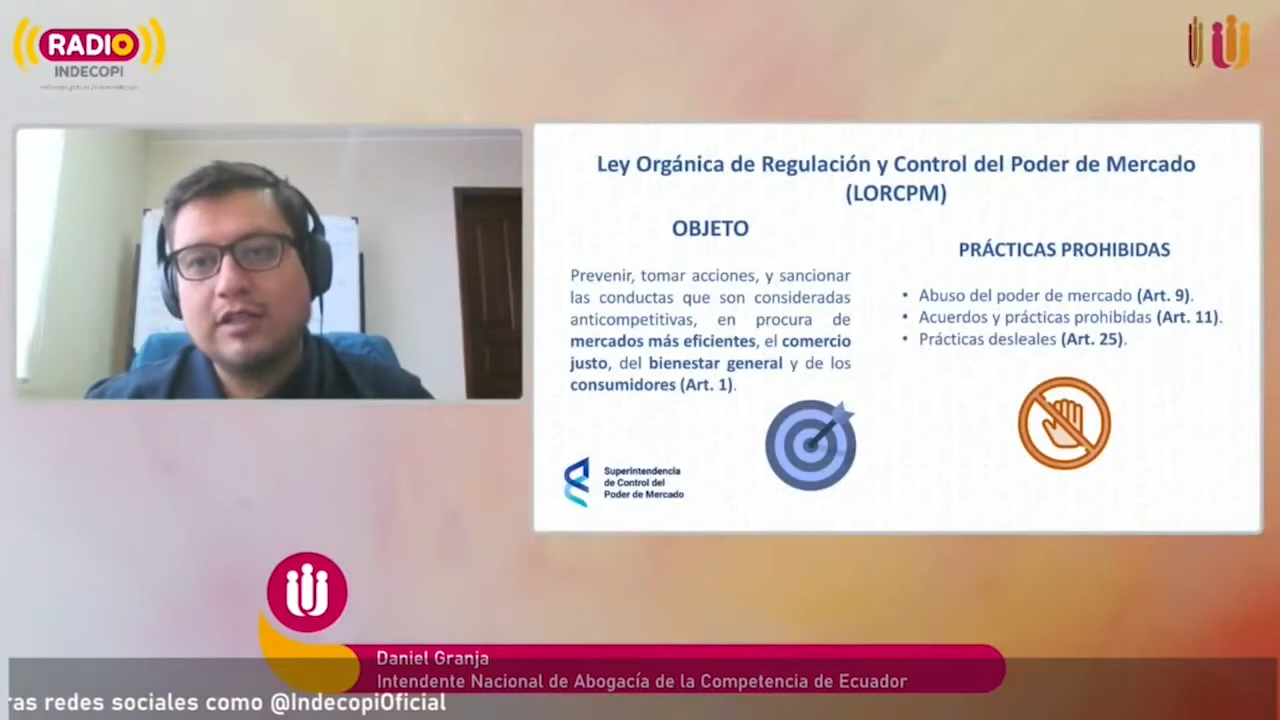 RADIO
INDECOPI
Ley Orgánica de Regulación y Control del Poder de Mercado
(LORCPM)
OBJETO
Prevenir, tomar acciones, y sancionar
las conductas que son consideradas
anticompetitivas, en procura de
mercados más eficientes, el comercio
justo, del bienestar general y de los
consumidores (Art. 1).
PRÁCTICAS PROHIBIDAS
• Abuso del poder de mercado (Art. 9).
• Acuerdos y prácticas prohibidas (Art. 11).
• Prácticas desleales (Art. 25).
Superintendencia
de Control del
Poder de Mercado
Daniel Granja
Intendente Nacional de Abogacía de la Competencia de Ecuador
ras redes sociales como @IndecopiOficial